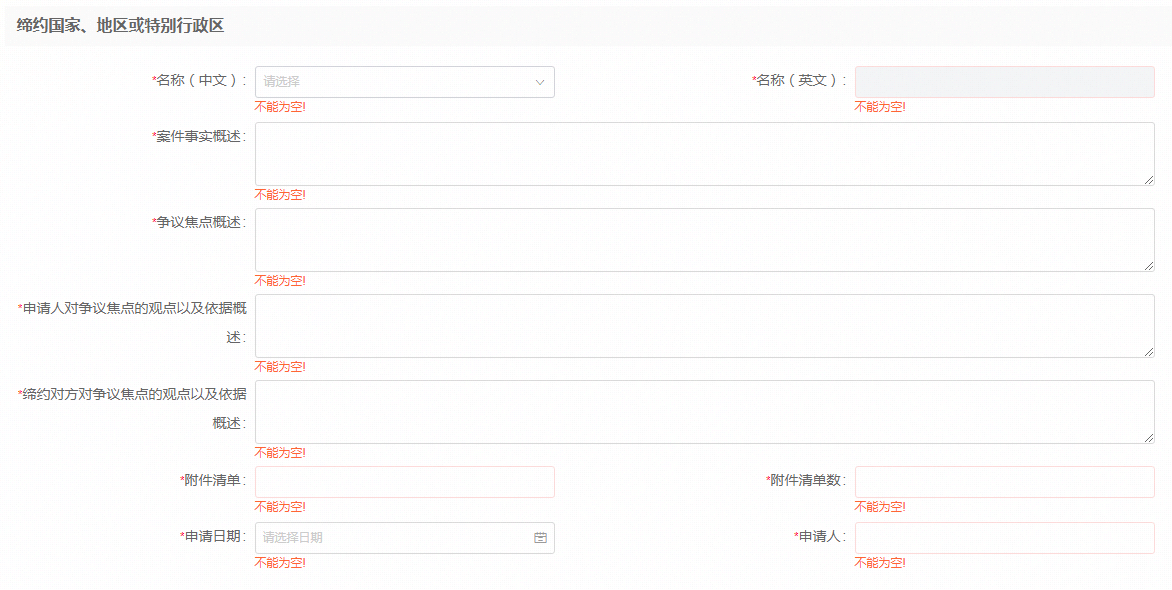 缔约国家、地区或特别行政区
*名称（中文）: 请选择 *名称（英文）:
不能为空! 不能为空!
*案件事实概述:
不能为空!
*争议焦点概述:
不能为空!
*申请人对争议焦点的观点以及依据概
述:
不能为空!
*缔约对方对争议焦点的观点以及依据
概述:
不能为空!
*附件清单: *附件清单数:
不能为空! 不能为空!
*申请日期: 请选择日期 *申请人:
不能为空! 不能为空!